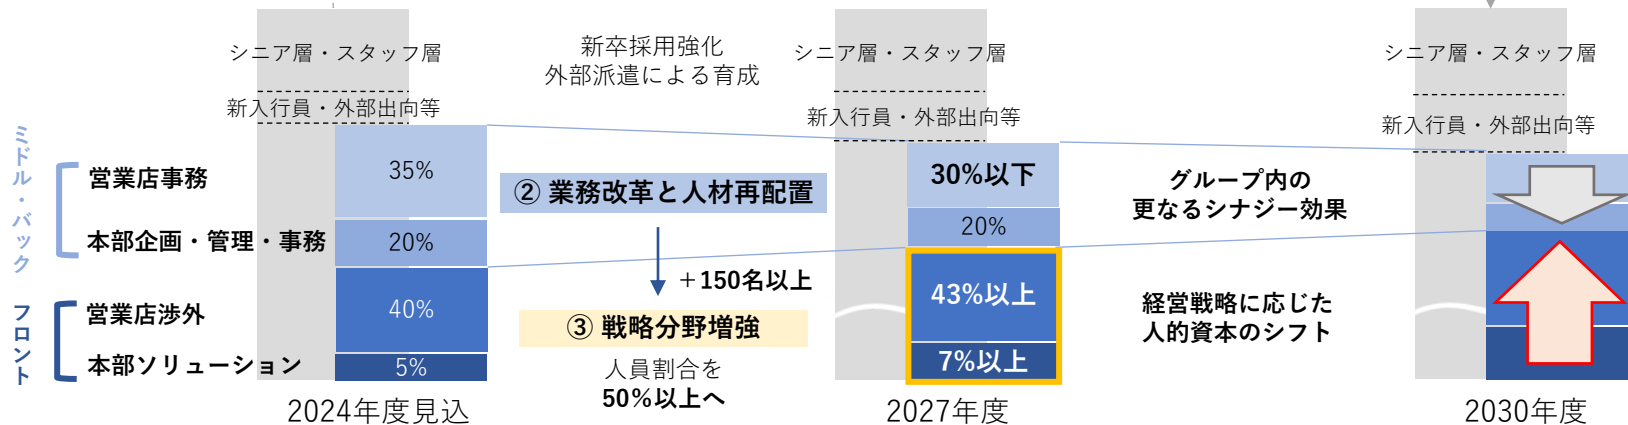 シニア層・スタッフ層
新入行員・外部出向等
新卒採用強化
外部派遣による育成
シニア層・スタッフ層
新入行員・外部出向等
シニア層・スタッフ層
新入行員・外部出向等
ミドル・バック
営業店事務
35%
本部企画・管理・事務
20%
フロント
営業店渉外
40%
本部ソリューション
5%
② 業務改革と人材再配置
＋150名以上
③ 戦略分野増強
人員割合を
50%以上へ
30%以下
20%
43%以上
7%以上
グループ内の
更なるシナジー効果
経営戦略に応じた
人的資本のシフト
2024年度見込
2027年度
2030年度